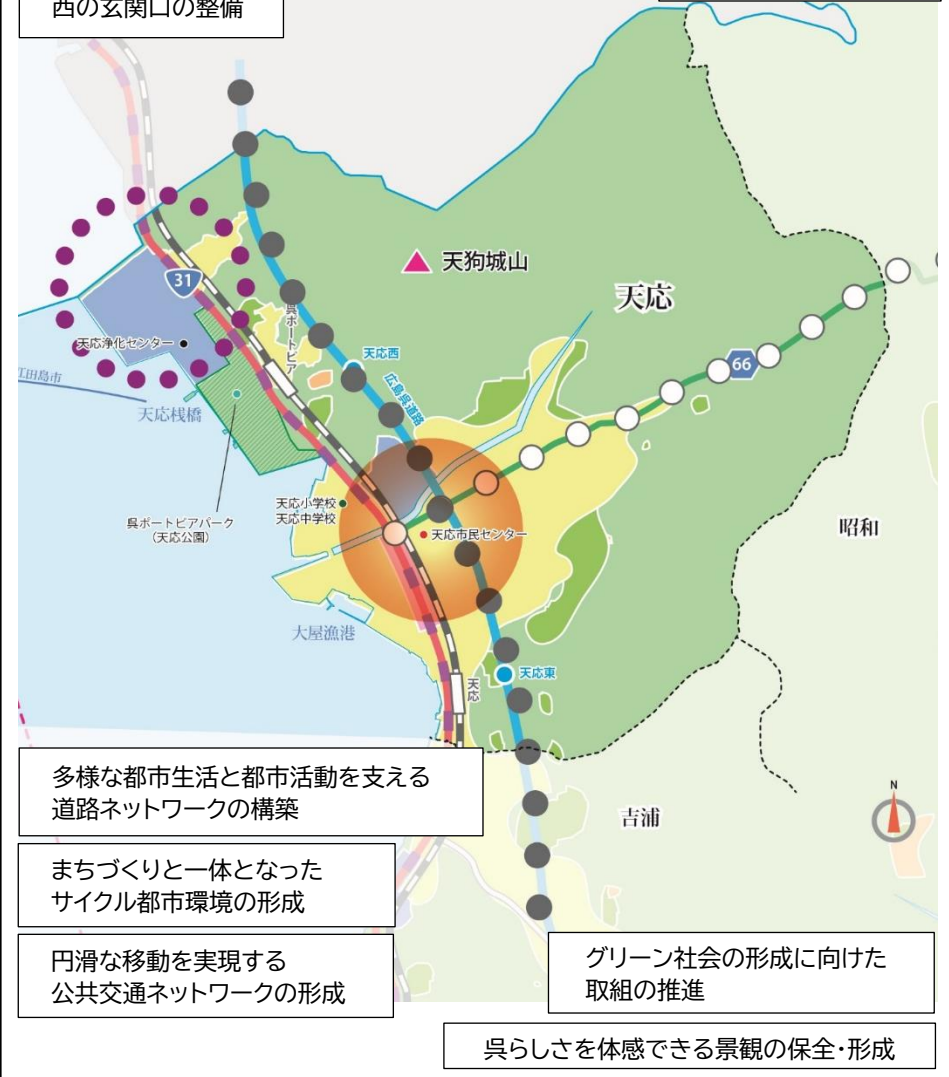 西の玄関口の整備
天狗城山
天応
31
呉ポートピア
天応浄化センター
天応西
広島呉道路
66
江田島市
天応桟橋
天応小学校
天応中学校
天応市民センター
呉ポートピアパーク
(天応公園)
昭和
大屋漁港
天応東
天応
多様な都市生活と都市活動を支える
道路ネットワークの構築
吉浦
N
まちづくりと一体となった
サイクル都市環境の形成
円滑な移動を実現する
公共交通ネットワークの形成
グリーン社会の形成に向けた
取組の推進
呉らしさを体感できる景観の保全・形成